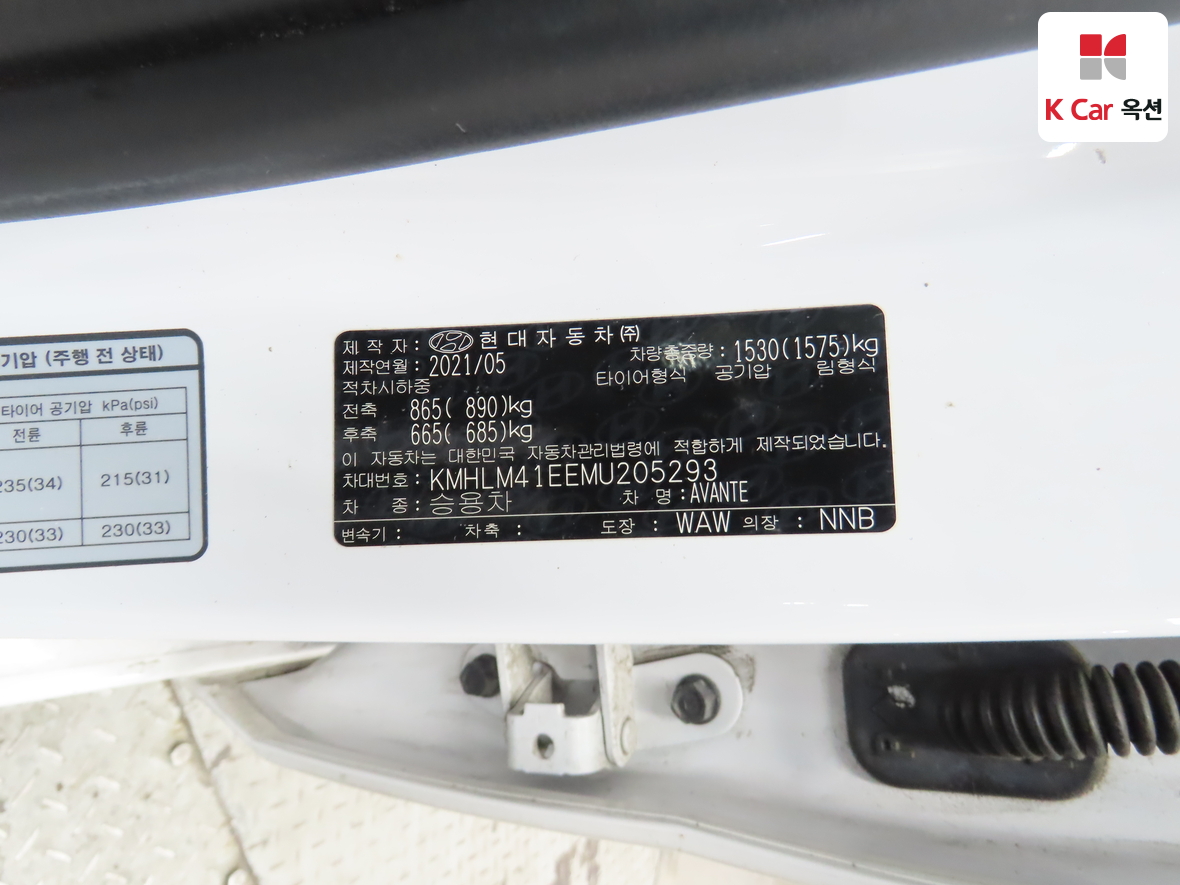 K Car 옥션
기압 (주행 전 상태)
타이어 공기압 kPa(psi)
전륜 후륜
235(34) 215(31)
230(33) 230(33)
제 작 자 : 현대자동차㈜
제작연월 : 2021/05 차량총중량 : 1530(1575)kg
적차시하중 타이어형식 공기압 림형식
전축 865( 890)kg
후축 665( 685)kg
이 자동차는 대한민국 자동차관리법령에 적합하게 제작되었습니다.
차대번호 : KMHLM41EEMU205293
차 종 : 승용차 차 명 : AVANTE
변속기 : 차축 : 도장 : WAW 의장 : NNB